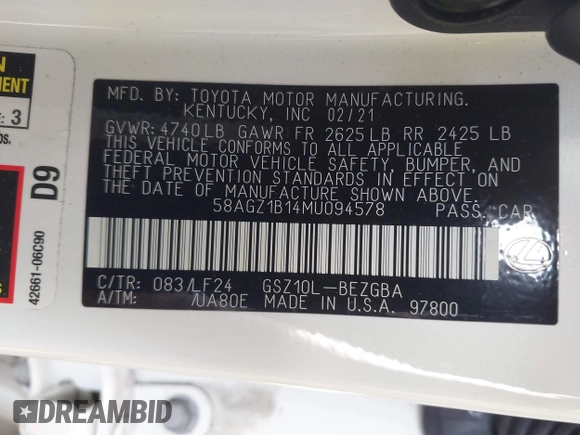 MFD. BY: TOYOTA MOTOR MANUFACTURING.
KENTUCKY, INC 02/21
GVWR: 4740LB GAWR FR 2625LB RR 2425 LB
THIS VEHICLE CONFORMS TO ALL APPLICABLE
FEDERAL MOTOR VEHICLE SAFETY, BUMPER, AND
THEFT PREVENTION STANDARDS IN EFFECT ON
THE DATE OF MANUFACTURE SHOWN ABOVE.
58AGZ1B14MU094578 PASS. CAR
C/TR: 083/LF24 GSZ10L-BEZGBA
A/TM: /UA80E MADE IN U.S.A. 97800
: 3
D9
42661-06C90
DREAMBID